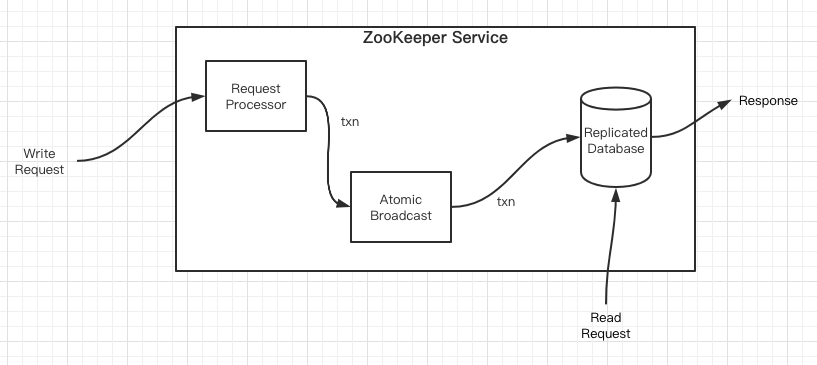 ZooKeeper Service
Request
Processor
txn
Write
Request
Atomic
Broadcast
txn
Replicated
Database
Response
Read
Request